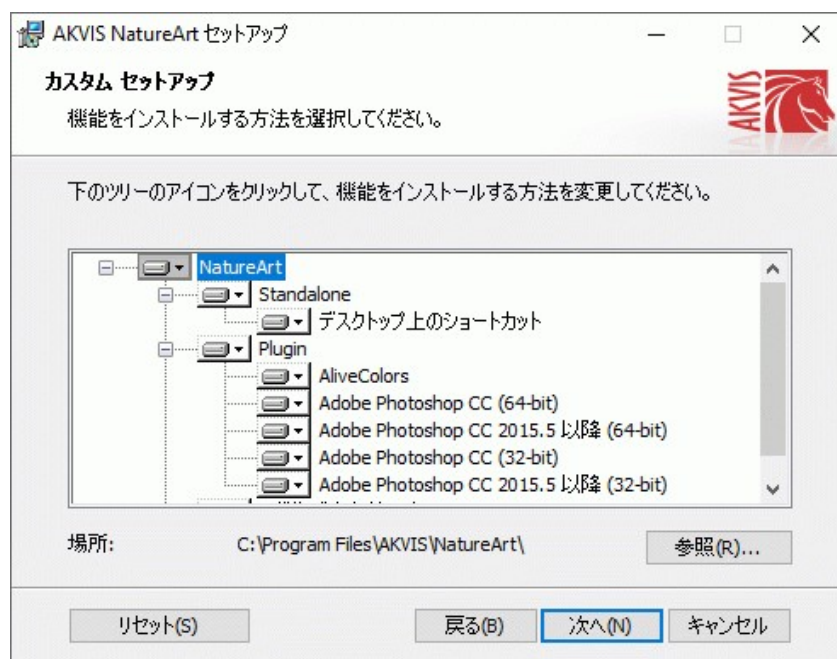 AKVIS NatureArt セットアップ
カスタム セットアップ
機能をインストールする方法を選択してください。
AKVIS
下のツリーのアイコンをクリックして、機能をインストールする方法を変更してください。
NatureArt
Standalone
デスクトップ上のショートカット
Plugin
AliveColors
Adobe Photoshop CC (64-bit)
Adobe Photoshop CC 2015.5 以降 (64-bit)
Adobe Photoshop CC (32-bit)
Adobe Photoshop CC 2015.5 以降 (32-bit)
場所: C:\Program Files\AKVIS\NatureArt\ 参照(R)...
リセット(S) 戻る(B) 次へ(N) キャンセル